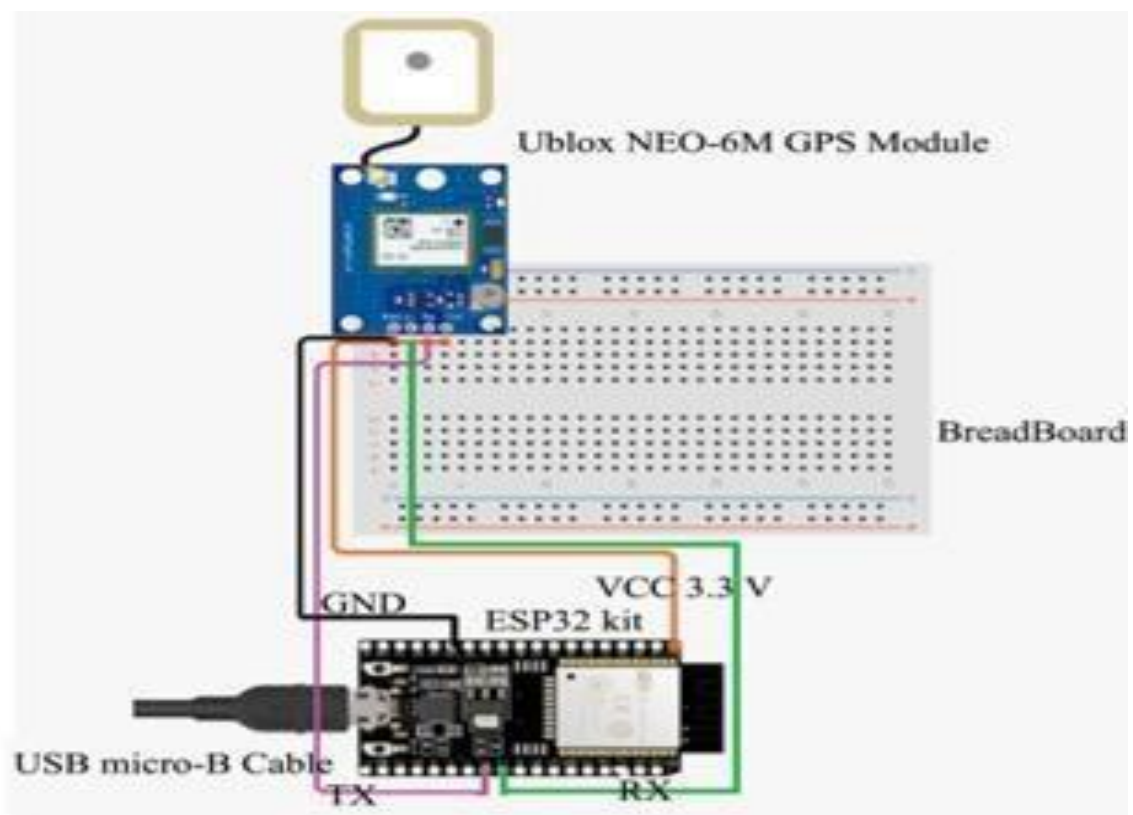 Ublox NEO-6M GPS Module
BreadBoard
VCC 3.3 V
GND
ESP32 kit
USB micro-B Cable
TX
RX